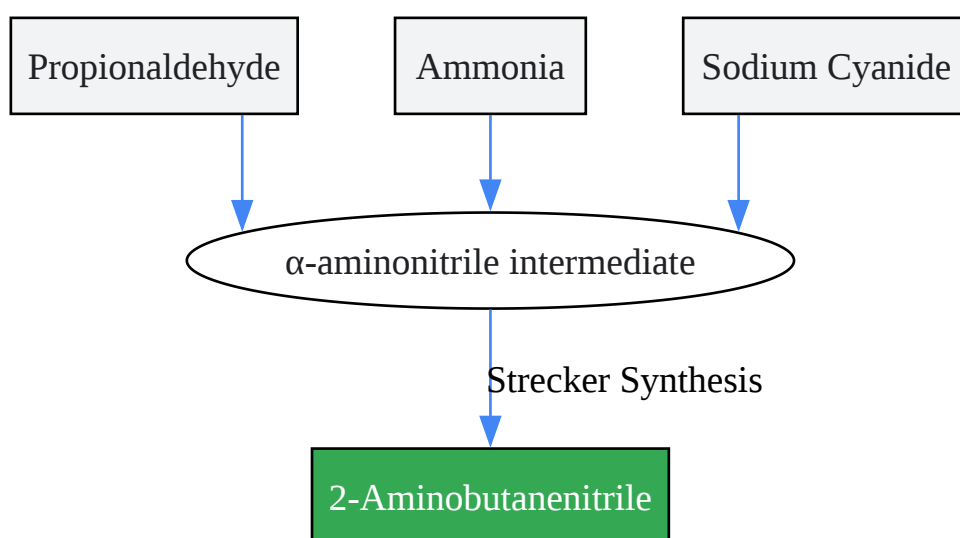 Propionaldehyde
Ammonia
Sodium Cyanide
α-aminonitrile intermediate
Strecker Synthesis
2-Aminobutanenitrile